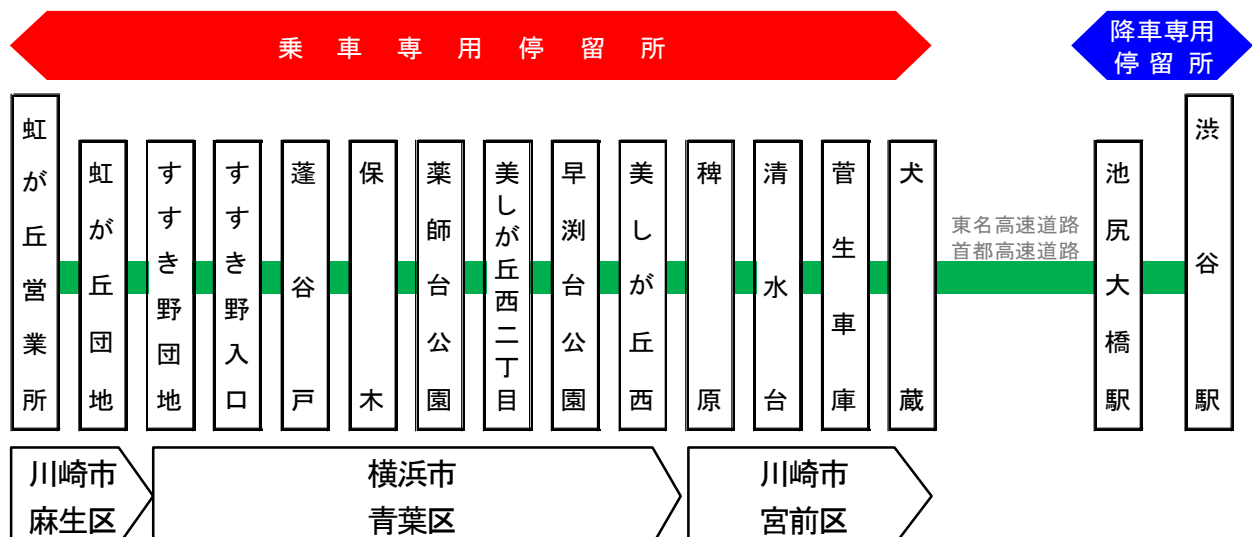 乗車専用停留所
降車専用
停留所
虹が丘営業所
虹が丘団地
すすき野団地
すすき野入口
蓬谷戸
保木
薬師台公園
美しが丘西二丁目
早渕台公園
美しが丘西
稗原
清水台
菅生車庫
犬蔵
東名高速道路
首都高速道路
池尻大橋駅
渋谷駅
川崎市
麻生区
横浜市
青葉区
川崎市
宮前区